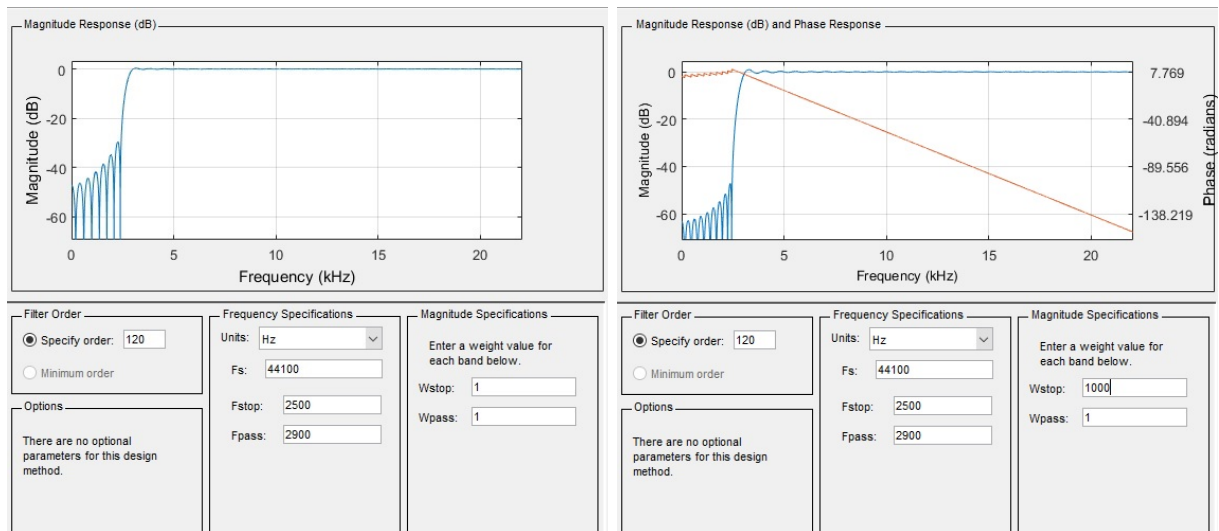 Magnitude Response (dB)
0
-20
-40
-60
Magnitude (dB)
0 5 10 15 20
Frequency (kHz)
Filter Order
Specify order: 120
Minimum order
Options
There are no optional
parameters for this design
method.
Frequency Specifications
Units: Hz
Fs: 44100
Fstop: 2500
Fpass: 2900
Magnitude Specifications
Enter a weight value for
each band below.
Wstop: 1
Wpass: 1
Magnitude Response (dB) and Phase Response
0
-20
-40
-60
Magnitude (dB)
7.769
-40.894
-89.556
-138.219
Phase (radians)
0 5 10 15 20
Frequency (kHz)
Filter Order
Specify order: 120
Minimum order
Options
There are no optional
parameters for this design
method.
Frequency Specifications
Units: Hz
Fs: 44100
Fstop: 2500
Fpass: 2900
Magnitude Specifications
Enter a weight value for
each band below.
Wstop: 1000
Wpass: 1